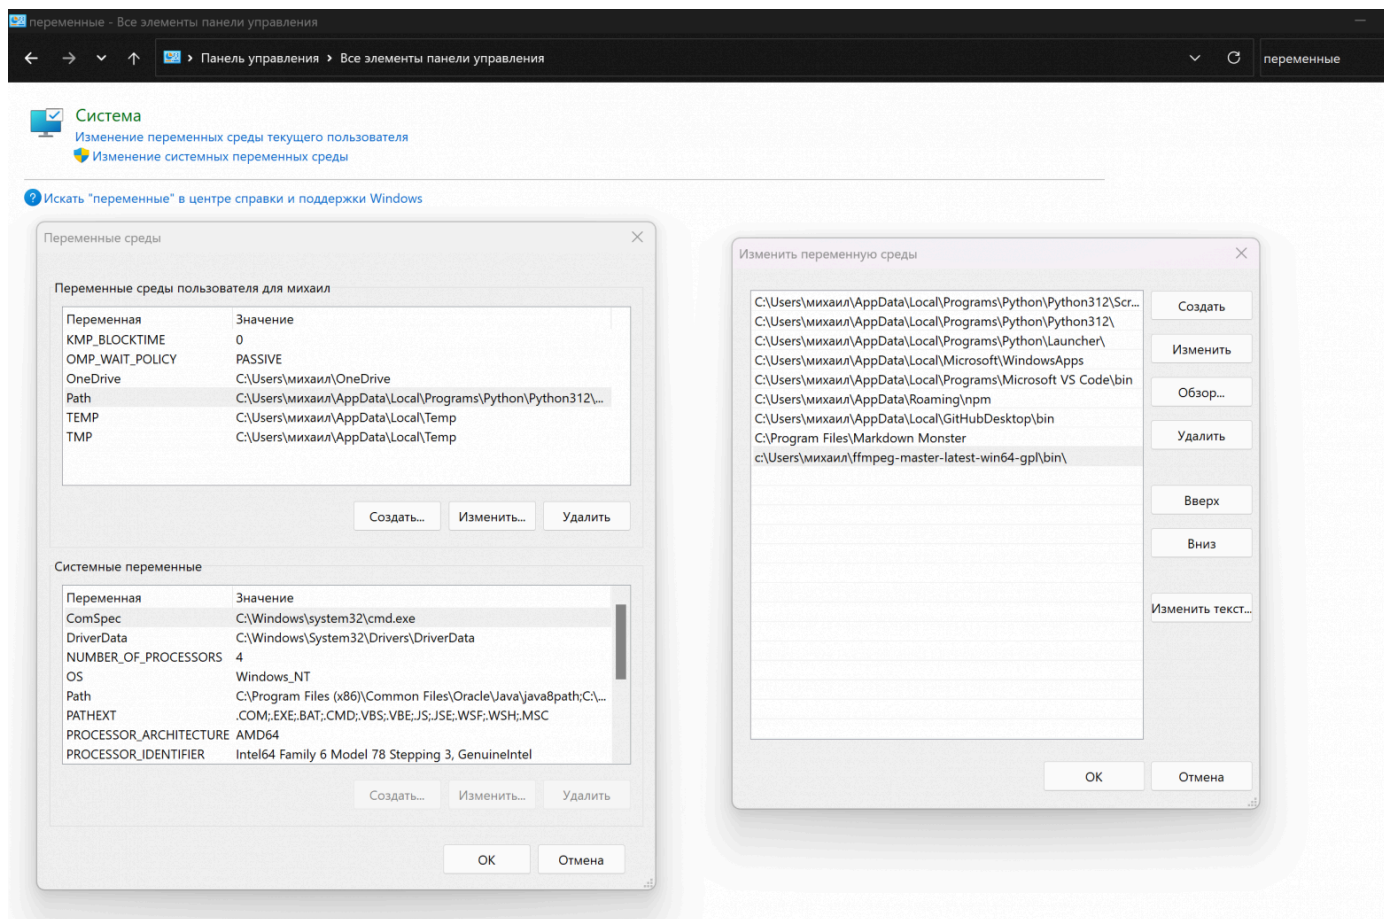 переменные - Все элементы панели управления
Панель управления › Все элементы панели управления
переменные
Система
Изменение переменных среды текущего пользователя
Изменение системных переменных среды
Искать "переменные" в центре справки и поддержки Windows
Переменные среды
Переменные среды пользователя для михаил
Переменная Значение
KMP_BLOCKTIME 0
OMP_WAIT_POLICY PASSIVE
OneDrive C:\Users\михаил\OneDrive
Path C:\Users\михаил\AppData\Local\Programs\Python\Python312\...
TEMP C:\Users\михаил\AppData\Local\Temp
TMP C:\Users\михаил\AppData\Local\Temp
Создать... Изменить... Удалить
Системные переменные
Переменная Значение
ComSpec C:\Windows\system32\cmd.exe
DriverData C:\Windows\System32\Drivers\DriverData
NUMBER_OF_PROCESSORS 4
OS Windows_NT
Path C:\Program Files (x86)\Common Files\Oracle\Java\java8path;C:\...
PATHEXT .COM;.EXE;.BAT;.CMD;.VBS;.VBE;.JS;.JSE;.WSF;.WSH;.MSC
PROCESSOR_ARCHITECTURE AMD64
PROCESSOR_IDENTIFIER Intel64 Family 6 Model 78 Stepping 3, GenuineIntel
Создать... Изменить... Удалить
ОК Отмена
Изменить переменную среды
C:\Users\михаил\AppData\Local\Programs\Python\Python312\Scr...
C:\Users\михаил\AppData\Local\Programs\Python\Python312\
C:\Users\михаил\AppData\Local\Programs\Python\Launcher\
C:\Users\михаил\AppData\Local\Microsoft\WindowsApps
C:\Users\михаил\AppData\Local\Programs\Microsoft VS Code\bin
C:\Users\михаил\AppData\Roaming\npm
C:\Users\михаил\AppData\Local\GitHubDesktop\bin
C:\Program Files\Markdown Monster
c:\Users\михаил\ffmpeg-master-latest-win64-gpl\bin\
Создать
Изменить
Обзор...
Удалить
Вверх
Вниз
Изменить текст...
ОК Отмена